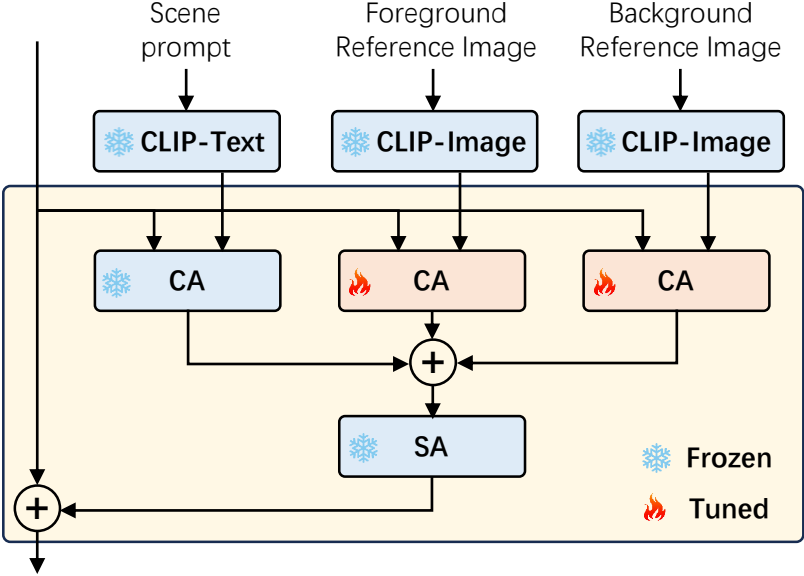 Scene
prompt
Foreground
Reference Image
Background
Reference Image
CLIP-Text
CLIP-Image
CLIP-Image
CA
CA
CA
+
SA
Frozen
Tuned
+